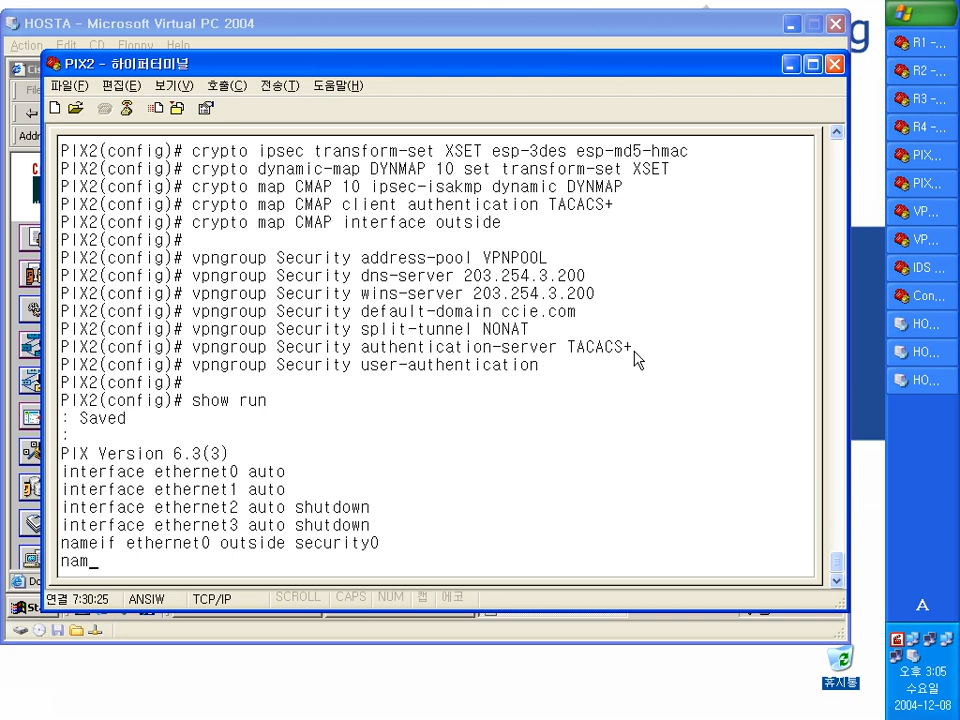 HOSTA - Microsoft Virtual PC 2004
Action Edit CD Floppy Help
PIX2 - 하이퍼터미널
파일(F) 편집(E) 보기(V) 호출(C) 전송(T) 도움말(H)
PIX2(config)# crypto ipsec transform-set XSET esp-3des esp-md5-hmac
PIX2(config)# crypto dynamic-map DYNMAP 10 set transform-set XSET
PIX2(config)# crypto map CMAP 10 ipsec-isakmp dynamic DYNMAP
PIX2(config)# crypto map CMAP client authentication TACACS+
PIX2(config)# crypto map CMAP interface outside
PIX2(config)#
PIX2(config)# vpngroup Security address-pool VPNPOOL
PIX2(config)# vpngroup Security dns-server 203.254.3.200
PIX2(config)# vpngroup Security wins-server 203.254.3.200
PIX2(config)# vpngroup Security default-domain ccie.com
PIX2(config)# vpngroup Security split-tunnel NONAT
PIX2(config)# vpngroup Security authentication-server TACACS+
PIX2(config)# vpngroup Security user-authentication
PIX2(config)#
PIX2(config)# show run
: Saved
:
PIX Version 6.3(3)
interface ethernet0 auto
interface ethernet1 auto
interface ethernet2 auto shutdown
interface ethernet3 auto shutdown
nameif ethernet0 outside security0
nam_
연결 7:30:25 ANSIW TCP/IP SCROLL CAPS NUM 캡 에코
R1 -...
R2 -...
R3 -...
R4 -...
PIX...
PIX...
VP...
VP...
IDS ...
Con...
HO...
HO...
HO...
A
오후 3:05
수요일
2004-12-08
휴지통